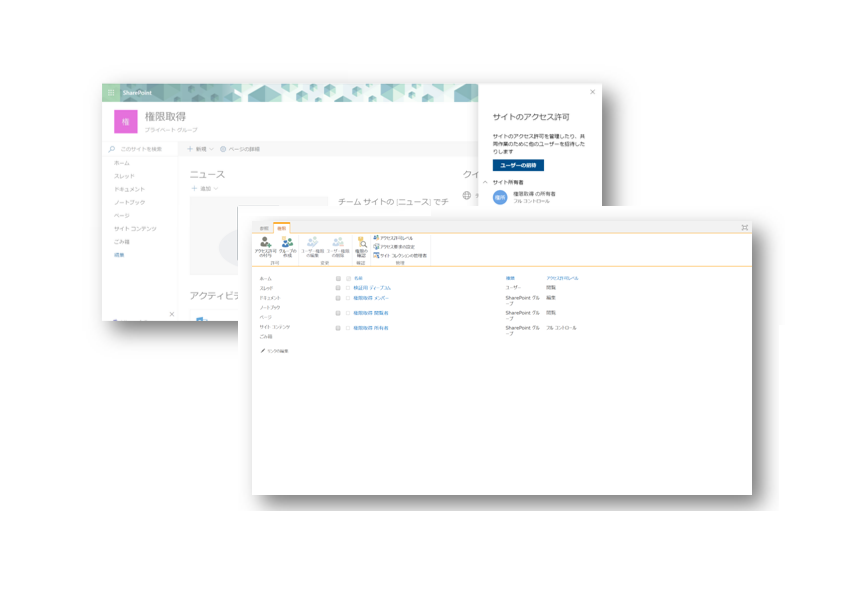 SharePoint
権
権限取得
プライベート グループ
このサイトを検索
+ 新規
ページの詳細
ホーム
スレッド
ドキュメント
ノートブック
ページ
サイト コンテンツ
ごみ箱
編集
ニュース
+ 追加
チーム サイトの [ニュース] でチ
クイ
アクティビテ
サイトのアクセス許可
サイトのアクセス許可を管理したり、共
同作業のために他のユーザーを招待した
りします
ユーザーの招待
サイト所有者
権限
権限取得 の所有者
フル コントロール
参照
権限
アクセス許可
の付与
グループの
作成
ユーザー権限
の編集
ユーザー権限
の削除
権限の
確認
アクセス許可レベル
アクセス要求の設定
サイト コレクションの管理者
許可
変更
確認
管理
ホーム
スレッド
ドキュメント
ノートブック
ページ
サイト コンテンツ
ごみ箱
リンクの編集
名前 種類 アクセス許可レベル
ユーザー 閲覧
権限取得 メンバー SharePoint グル
ープ 編集
権限取得 閲覧者 SharePoint グル
ープ 閲覧
権限取得 所有者 SharePoint グル
ープ フル コントロール